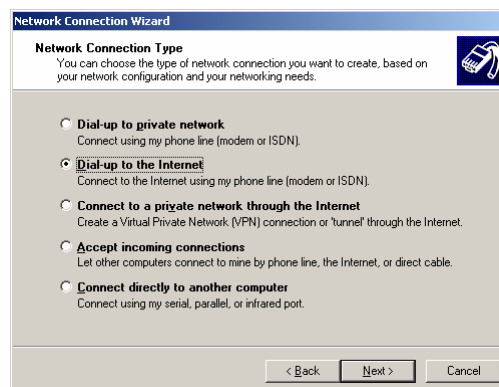 Network Connection Wizard
Network Connection Type
You can choose the type of network connection you want to create, based on
your network configuration and your networking needs.
Dial-up to private network
Connect using my phone line (modem or ISDN).
Dial-up to the Internet
Connect to the Internet using my phone line (modem or ISDN).
Connect to a private network through the Internet
Create a Virtual Private Network (VPN) connection or 'tunnel' through the Internet.
Accept incoming connections
Let other computers connect to mine by phone line, the Internet, or direct cable.
Connect directly to another computer
Connect using my serial, parallel, or infrared port.
< Back Next > Cancel